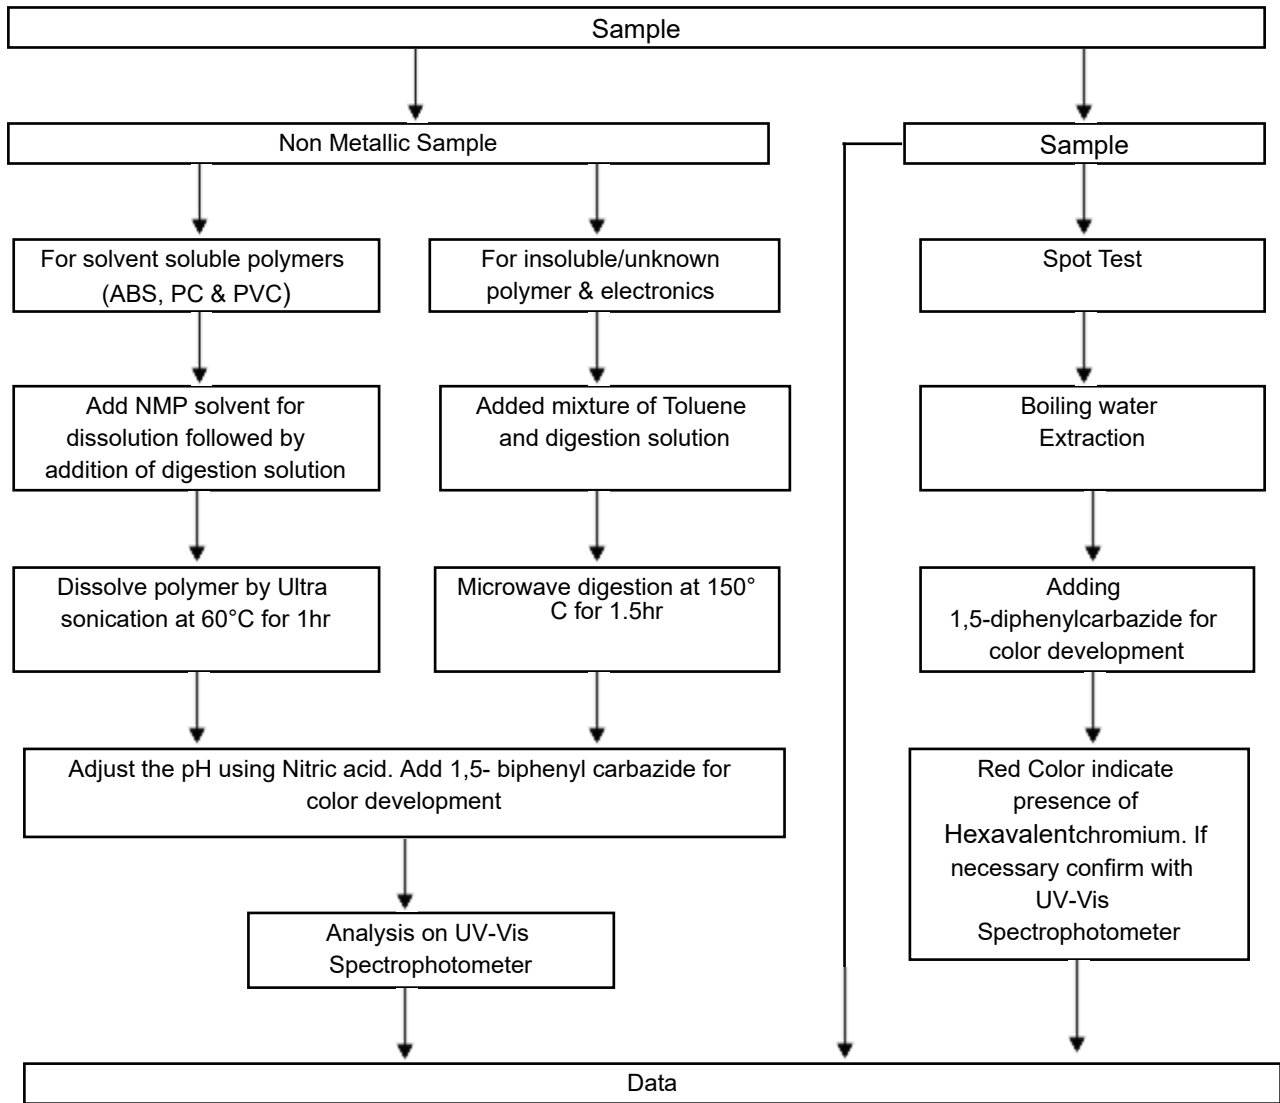 Sample
Non Metallic Sample
Sample
For solvent soluble polymers
(ABS, PC & PVC)
For insoluble/unknown
polymer & electronics
Spot Test
Add NMP solvent for
dissolution followed by
addition of digestion solution
Added mixture of Toluene
and digestion solution
Boiling water
Extraction
Dissolve polymer by Ultra
sonication at 60°C for 1hr
Microwave digestion at 150°
C for 1.5hr
Adding
1,5-diphenylcarbazide for
color development
Adjust the pH using Nitric acid. Add 1,5- biphenyl carbazide for
color development
Red Color indicate
presence of
Hexavalentchromium. If
necessary confirm with
UV-Vis
Spectrophotometer
Analysis on UV-Vis
Spectrophotometer
Data